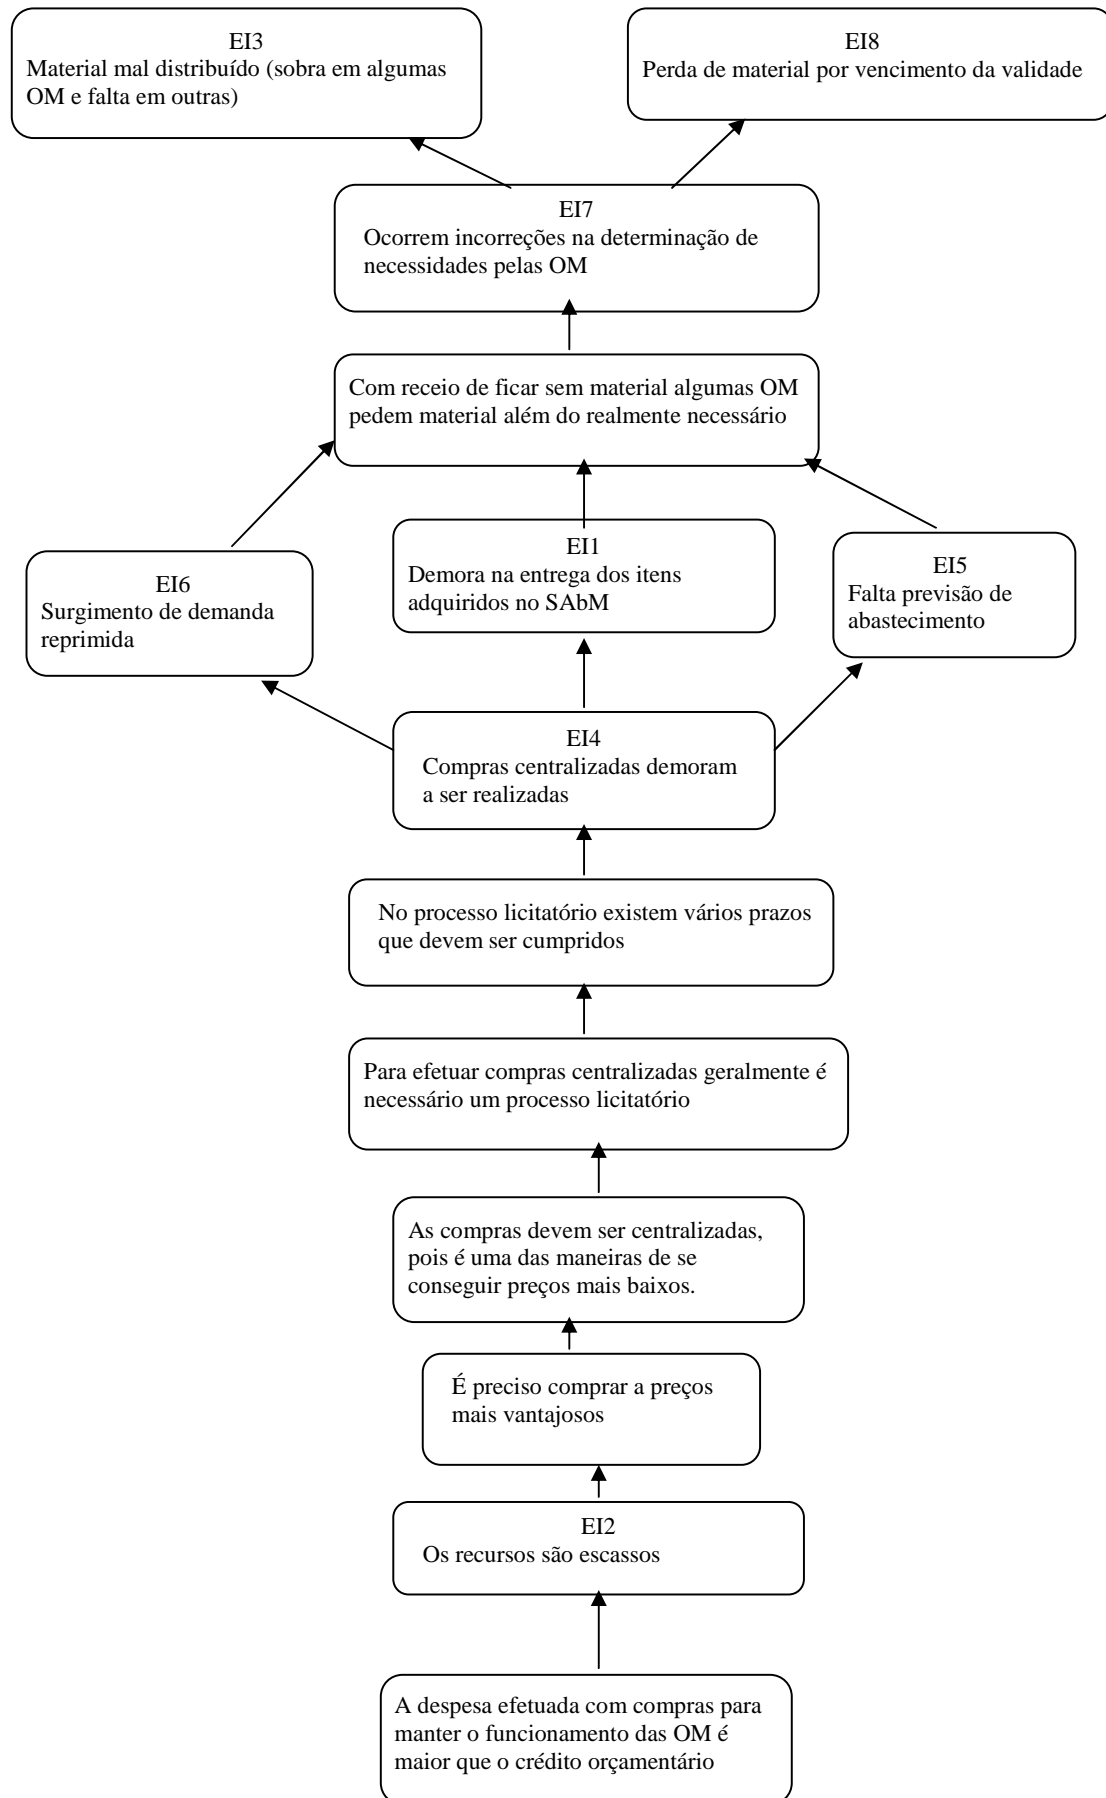 EI3
Material mal distribuído (sobra em algumas
OM e falta em outras)
EI8
Perda de material por vencimento da validade
EI7
Ocorrem incorreções na determinação de
necessidades pelas OM
Com receio de ficar sem material algumas OM
pedem material além do realmente necessário
EI6
Surgimento de demanda
reprimida
EI1
Demora na entrega dos itens
adquiridos no SAbM
EI5
Falta previsão de
abastecimento
EI4
Compras centralizadas demoram
a ser realizadas
No processo licitatório existem vários prazos
que devem ser cumpridos
Para efetuar compras centralizadas geralmente é
necessário um processo licitatório
As compras devem ser centralizadas,
pois é uma das maneiras de se
conseguir preços mais baixos.
É preciso comprar a preços
mais vantajosos
EI2
Os recursos são escassos
A despesa efetuada com compras para
manter o funcionamento das OM é
maior que o crédito orçamentário